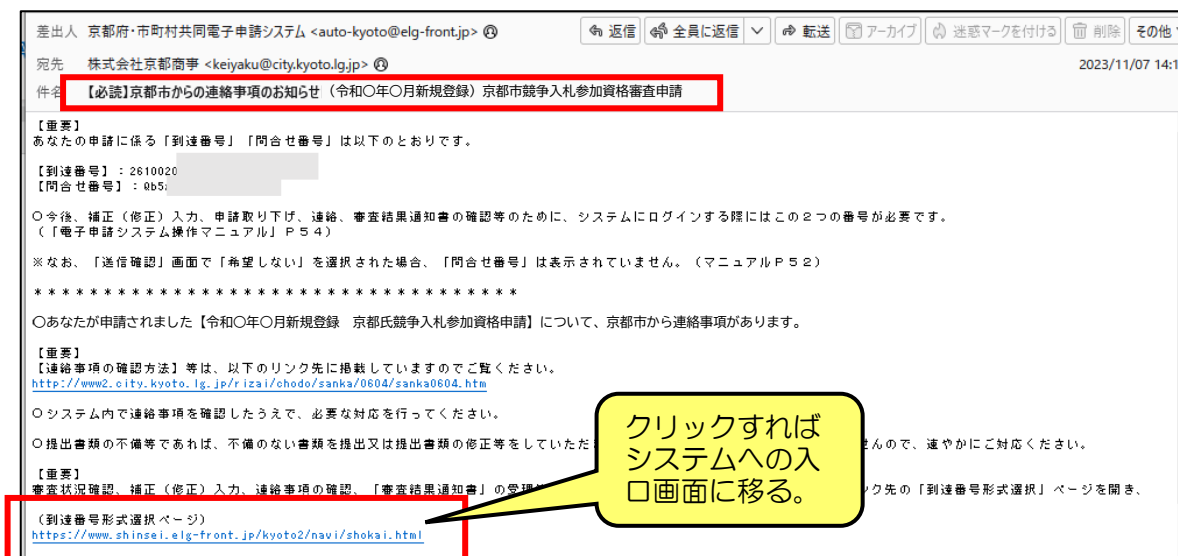 差出人 京都府・市町村共同電子申請システム <auto-kyoto@elg-front.jp>
返信 全員に返信 転送 アーカイブ 迷惑マークを付ける 削除 その他
宛先 株式会社京都商事 <keiyaku@city.kyoto.lg.jp>
2023/11/07 14:1
件名 【必読】京都市からの連絡事項のお知らせ（令和〇年〇月新規登録）京都市競争入札参加資格審査申請
【重要】
あなたの申請に係る「到達番号」「問合せ番号」は以下のとおりです。
【到達番号】：2610020
【問合せ番号】：0b5
〇今後、補正（修正）入力、申請取り下げ、連絡、審査結果通知書の確認等のために、システムにログインする際にはこの２つの番号が必要です。
（「電子申請システム操作マニュアル」Ｐ５４）
※なお、「送信確認」画面で「希望しない」を選択された場合、「問合せ番号」は表示されていません。（マニュアルＰ５２）
＊＊＊＊＊＊＊＊＊＊＊＊＊＊＊＊＊＊＊＊＊＊＊＊＊＊＊＊＊＊＊＊＊＊＊
〇あなたが申請されました【令和〇年〇月新規登録　京都氏競争入札参加資格申請】について、京都市から連絡事項があります。
【重要】
【連絡事項の確認方法】等は、以下のリンク先に掲載していますのでご覧ください。
http://www2.city.kyoto.lg.jp/rizai/chodo/sanka/0604/sanka0604.htm
〇システム内で連絡事項を確認したうえで、必要な対応を行ってください。
〇提出書類の不備等であれば、不備のない書類を提出又は提出書類の修正等をしていただ
せんので、速やかにご対応ください。
【重要】
審査状況確認、補正（修正）入力、連絡事項の確認、「審査結果通知書」の受理
ク先の「到達番号形式選択」ページを開き、
（到達番号形式選択ページ）
https://www.shinsei.elg-front.jp/kyoto2/navi/shokai.html
クリックすれば
システムへの入
口画面に移る。